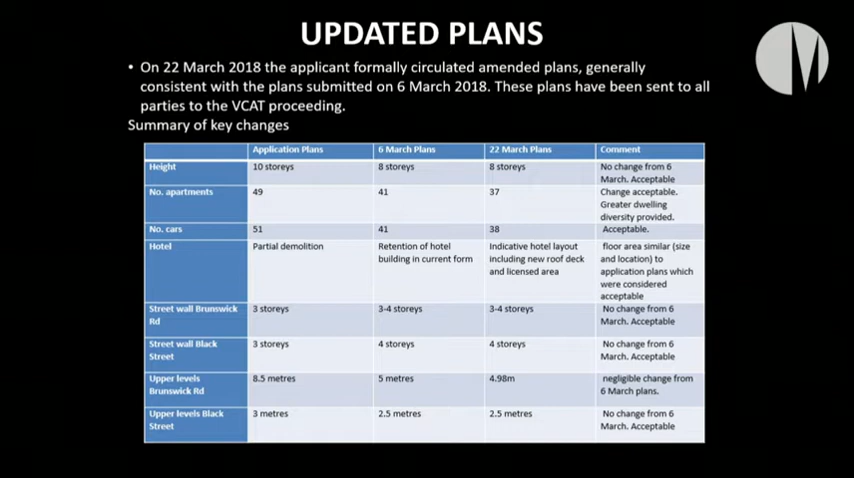 UPDATED PLANS
• On 22 March 2018 the applicant formally circulated amended plans, generally
consistent with the plans submitted on 6 March 2018. These plans have been sent to all
parties to the VCAT proceeding.
Summary of key changes
Application Plans 6 March Plans 22 March Plans Comment
Height 10 storeys 8 storeys 8 storeys No change from 6
March. Acceptable
No. apartments 49 41 37 Change acceptable.
Greater dwelling
diversity provided.
No. cars 51 41 38 Acceptable.
Hotel Partial demolition Retention of hotel Indicative hotel layout floor area similar (size
building in current form including new roof deck and location) to
and licensed area application plans which
were considered
acceptable
Street wall Brunswick 3 storeys 3-4 storeys 3-4 storeys No change from 6
Rd March. Acceptable
Street wall Black 3 storeys 4 storeys 4 storeys No change from 6
Street March. Acceptable
Upper levels 8.5 metres 5 metres 4.98m negligible change from
Brunswick Rd 6 March plans.
Upper levels Black 3 metres 2.5 metres 2.5 metres No change from 6
Street March. Acceptable